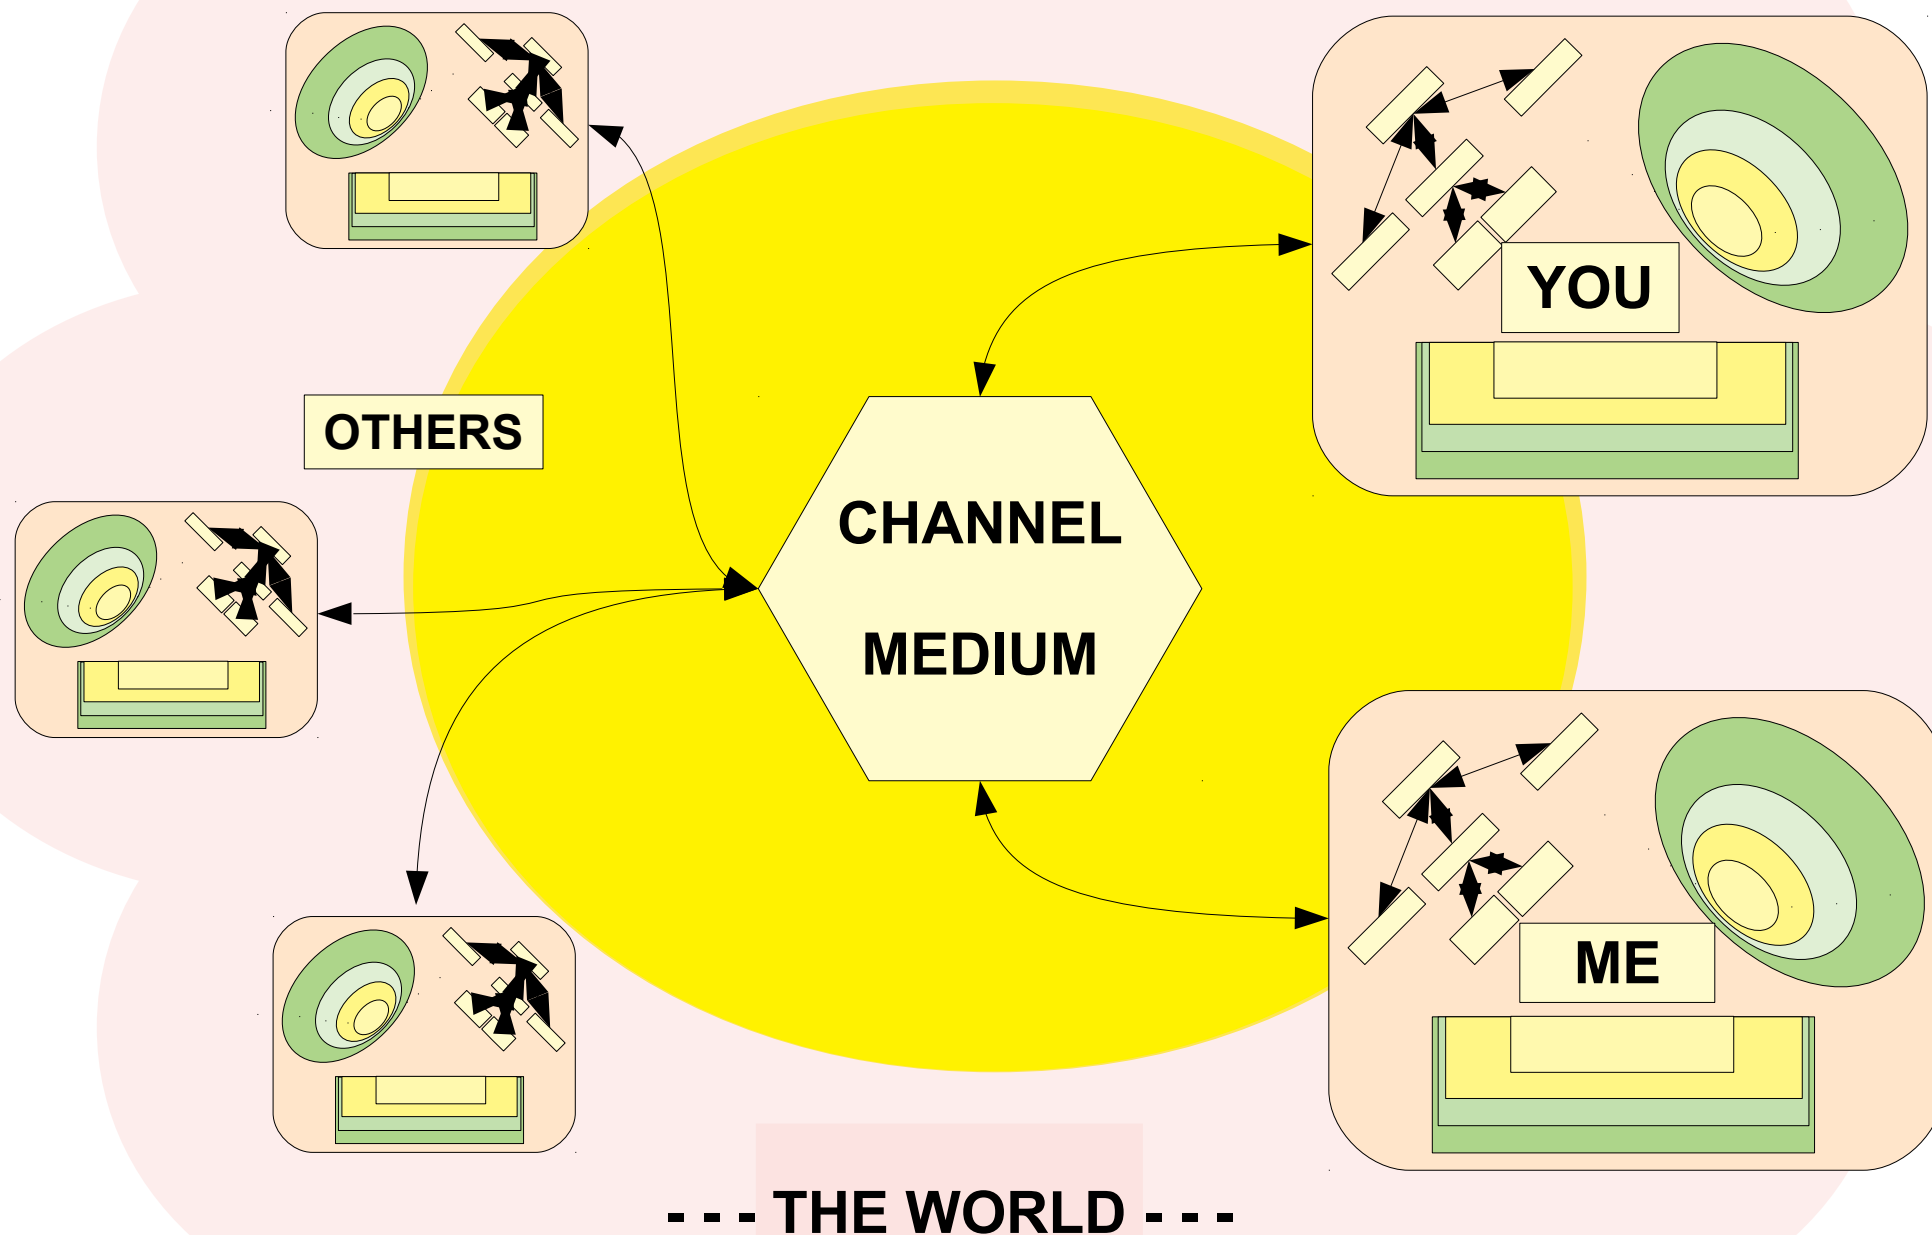 YOU
OTHERS
CHANNEL
MEDIUM
ME
- - - THE WORLD - - -